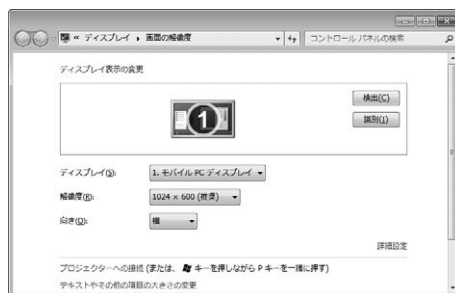 « ディスプレイ ▸ 画面の解像度
コントロール パネルの検索
ディスプレイ表示の変更
1
検出(C)
識別(I)
ディスプレイ(S): 1. モバイル PC ディスプレイ
解像度(R): 1024 × 600 (推奨)
向き(O): 横
詳細設定
プロジェクターへの接続 (または、 キーを押しながら P キーを一緒に押す)
テキストやその他の項目の大きさの変更